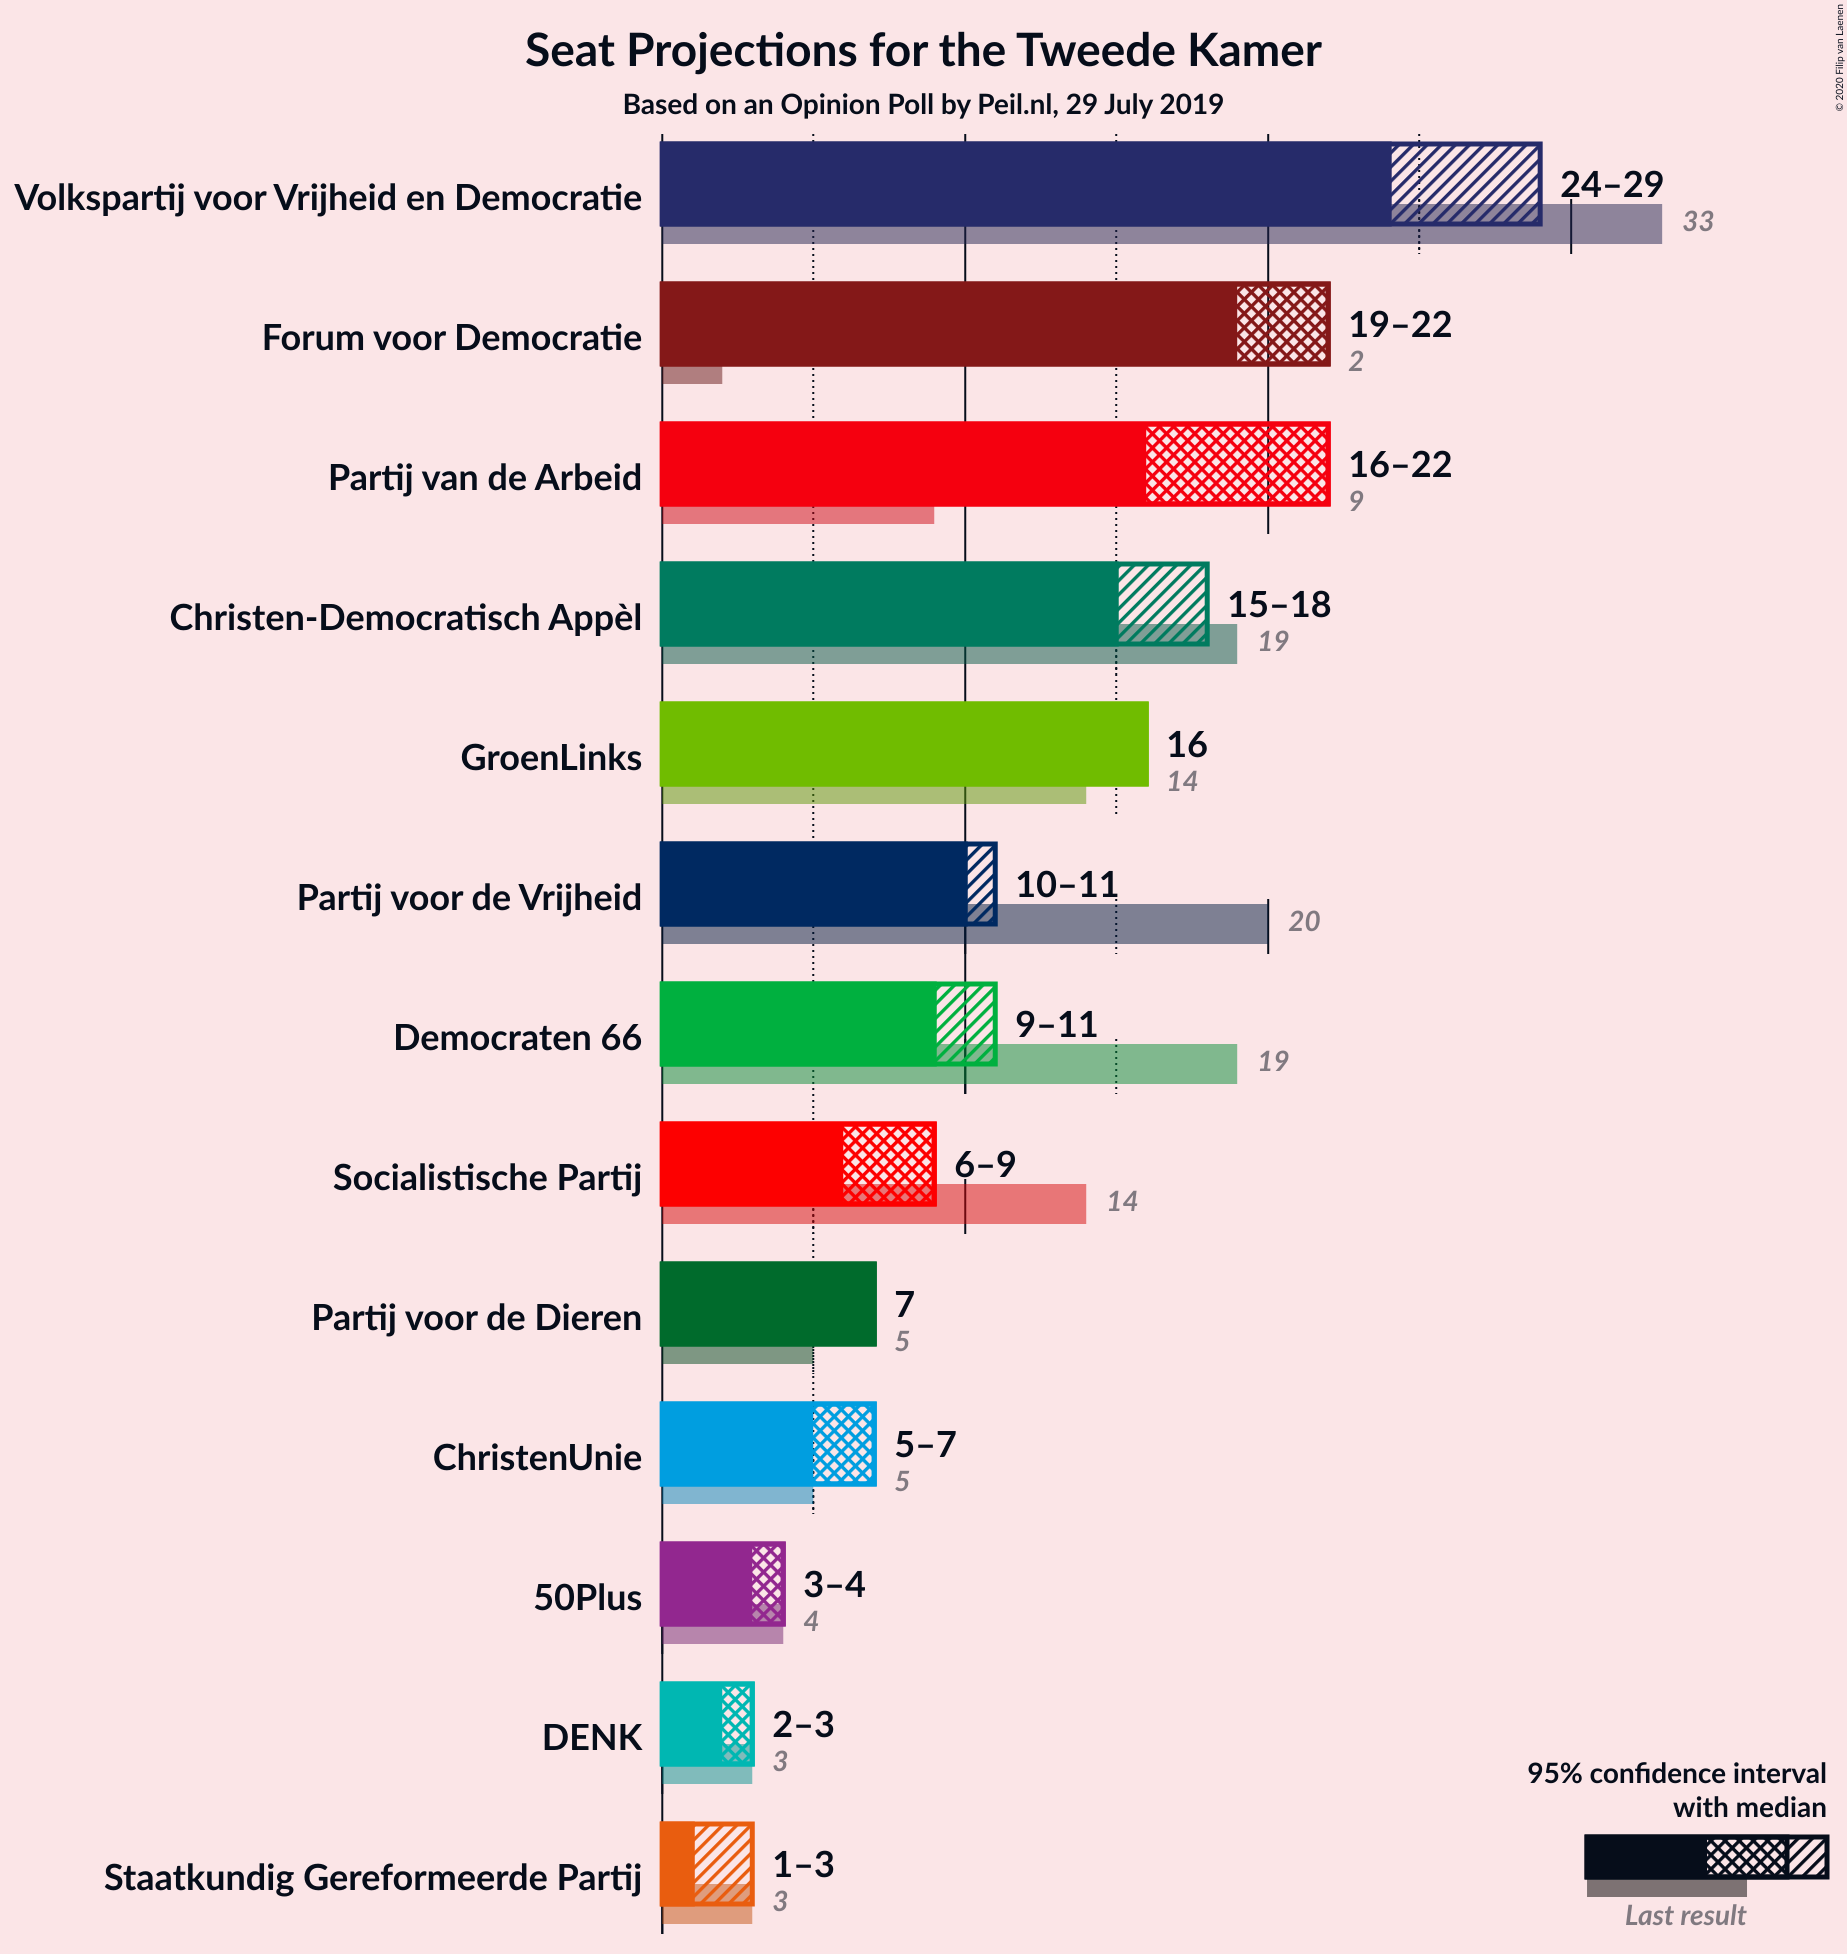 Seat Projections for the Tweede Kamer
Based on an Opinion Poll by Peil.nl, 29 July 2019
© 2020 Filip van Laenen
Volkspartij voor Vrijheid en Democratie
24–29
33
Forum voor Democratie
19–22
2
Partij van de Arbeid
16–22
9
Christen-Democratisch Appèl
15–18
19
GroenLinks
16
14
Partij voor de Vrijheid
10–11
20
Democraten 66
9–11
19
Socialistische Partij
6–9
14
Partij voor de Dieren
7
5
ChristenUnie
5–7
5
50Plus
3–4
4
DENK
2–3
3
Staatkundig Gereformeerde Partij
1–3
3
95% confidence interval
with median
Last result